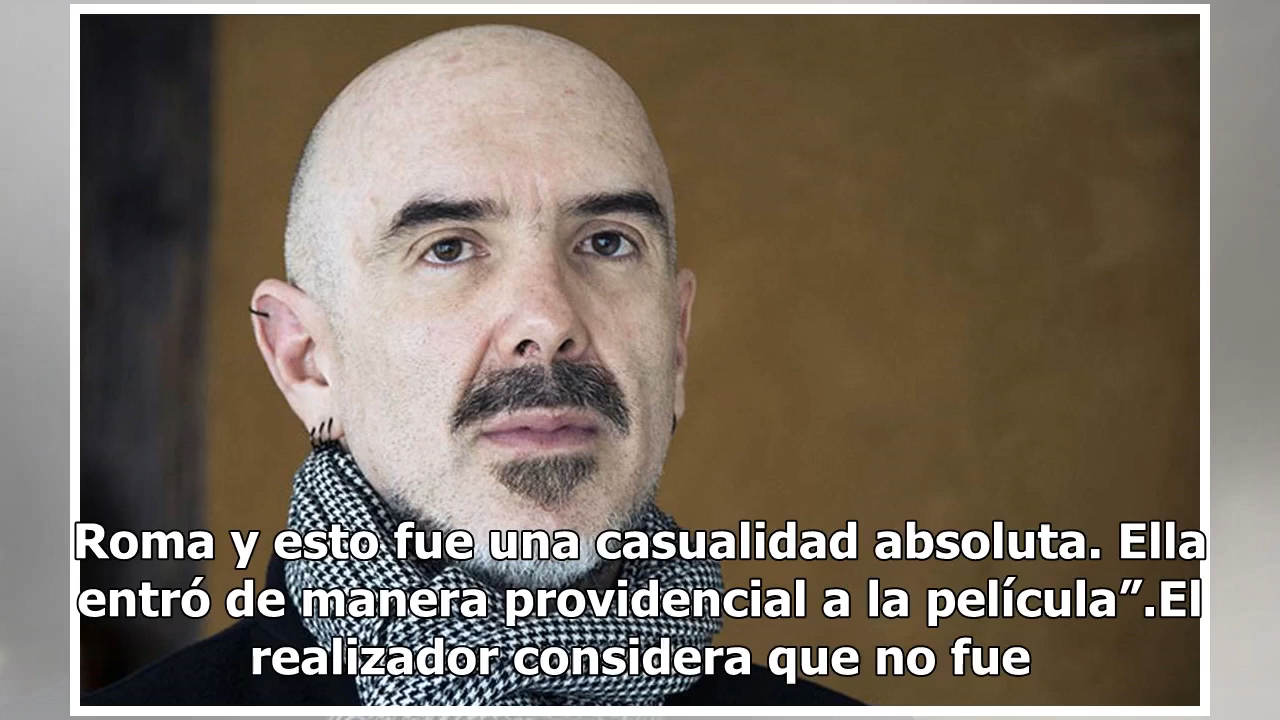 Roma y esto fue una casualidad absoluta. Ella
entró de manera providencial a la película”.El
realizador considera que no fue